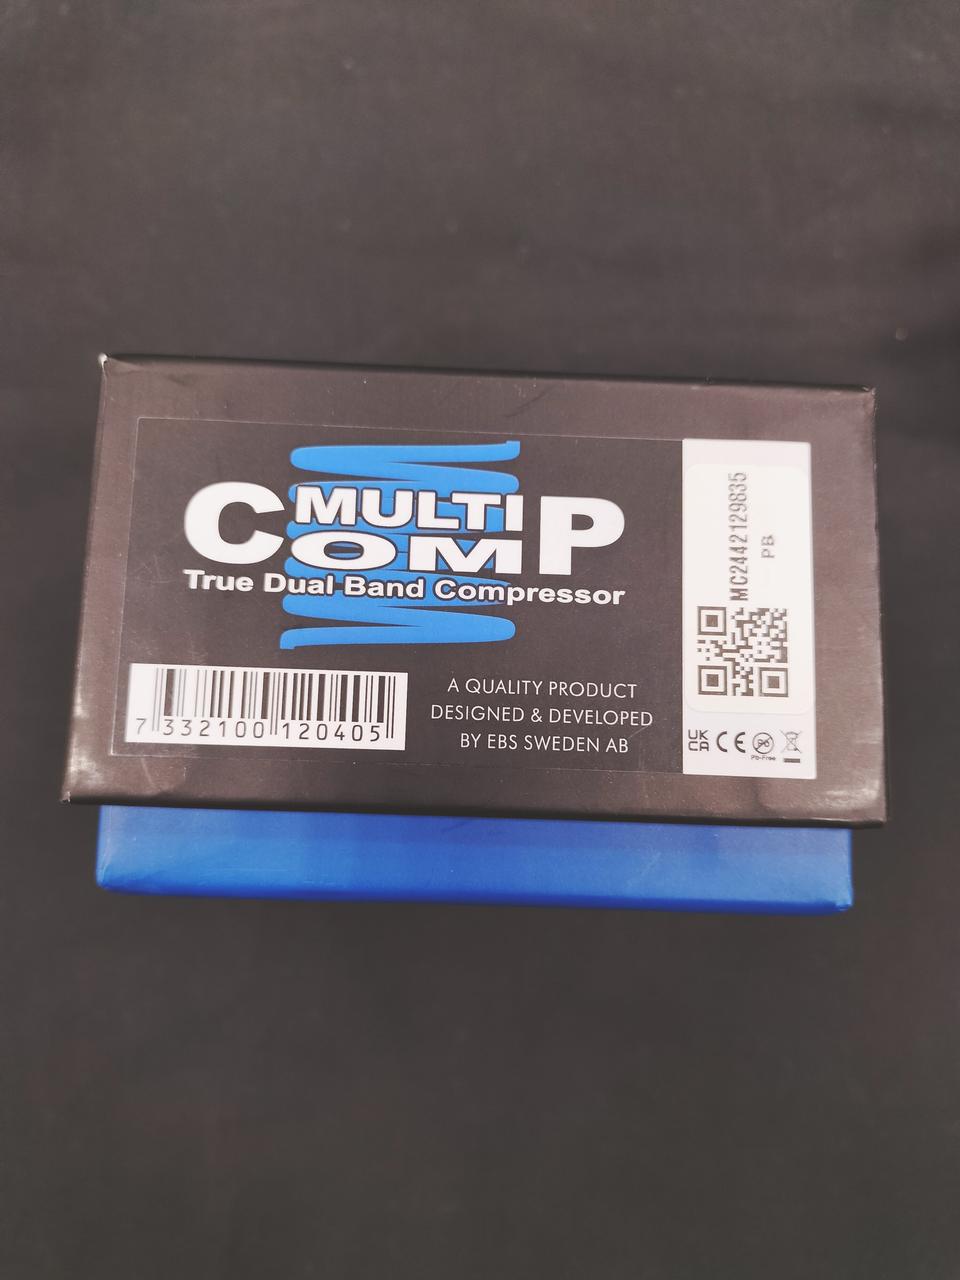 MULTI
COMP
True Dual Band Compressor
7 332100 120405
A QUALITY PRODUCT
DESIGNED & DEVELOPED
BY EBS SWEDEN AB
MC2442129835
PB
UK
CA CE
Pb-Free